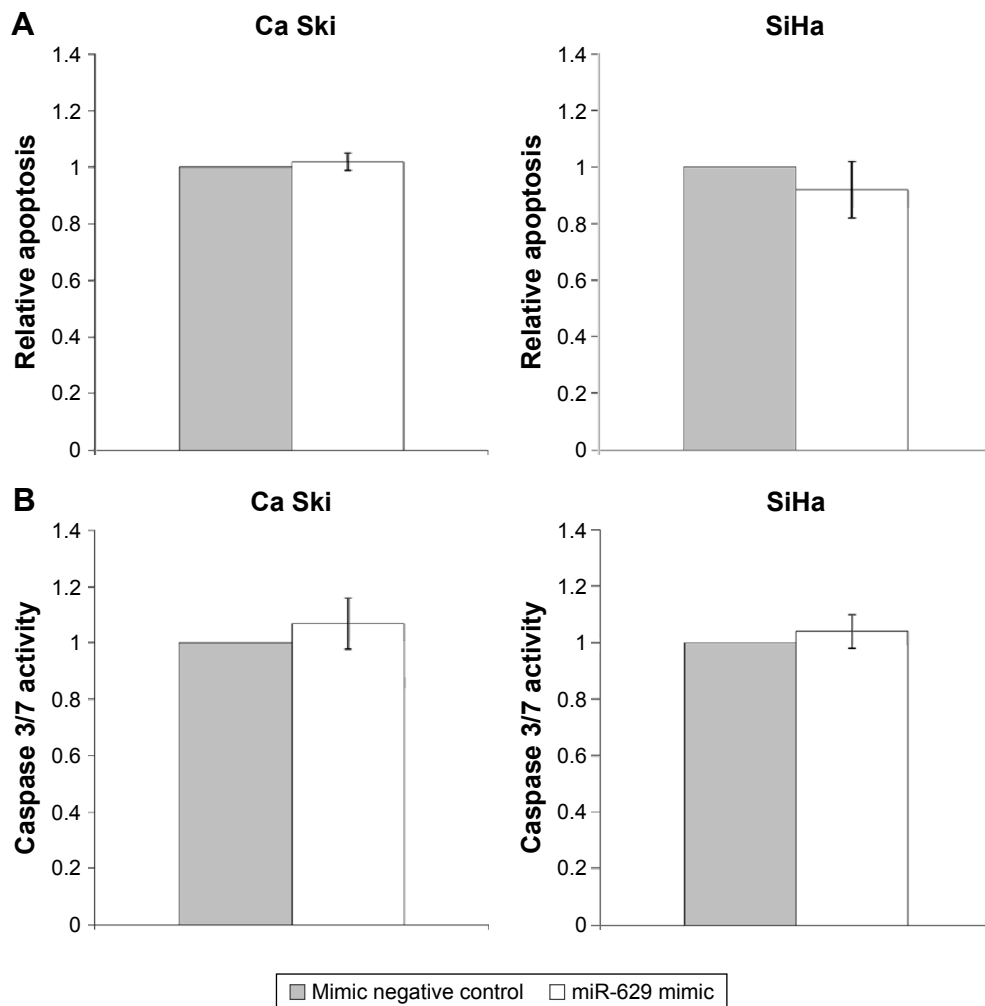 A
Ca Ski
SiHa
Relative apoptosis
1.4
1.2
1
0.8
0.6
0.4
0.2
0
Relative apoptosis
1.4
1.2
1
0.8
0.6
0.4
0.2
0
B
Ca Ski
SiHa
Caspase 3/7 activity
1.4
1.2
1
0.8
0.6
0.4
0.2
0
Caspase 3/7 activity
1.4
1.2
1
0.8
0.6
0.4
0.2
0
Mimic negative control miR-629 mimic